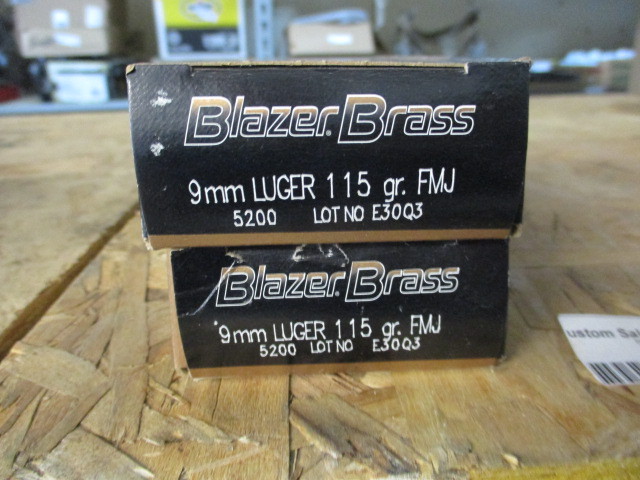 Blazer Brass
9mm LUGER 115 gr. FMJ
5200 LOT NO E30Q3
Blazer Brass
9mm LUGER 115 gr. FMJ
5200 LOT NO E30Q3
ustom